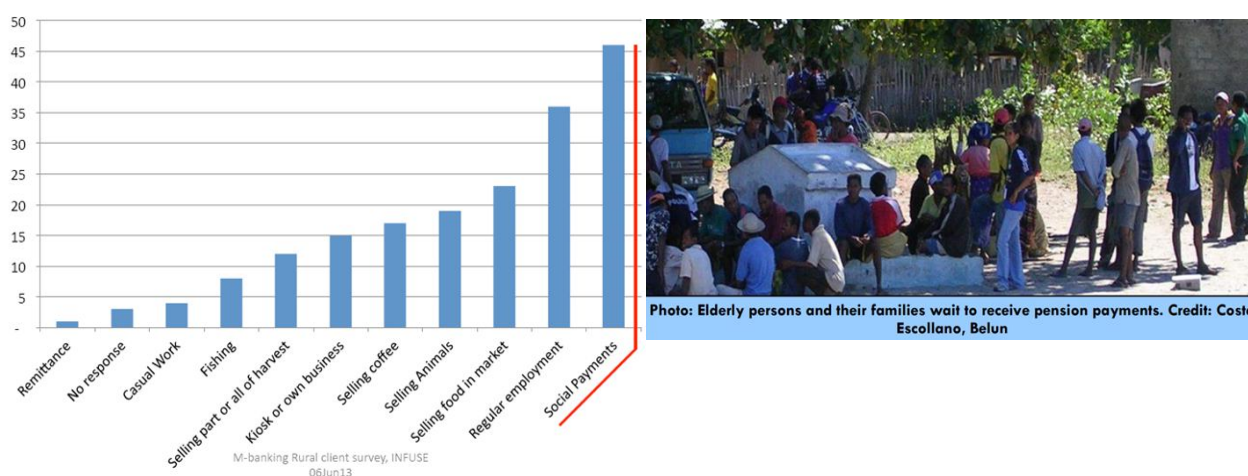 50
45
40
35
30
25
20
15
10
5
-
Remittance
No response
Casual Work
Fishing
Selling part or all of harvest
Kiosk or own business
Selling coffee
Selling Animals
Selling food in market
Regular employment
Social Payments
M-banking Rural client survey, INFUSE
06Jun13
Photo: Elderly persons and their families wait to receive pension payments. Credit: Costa
Escollano, Belun